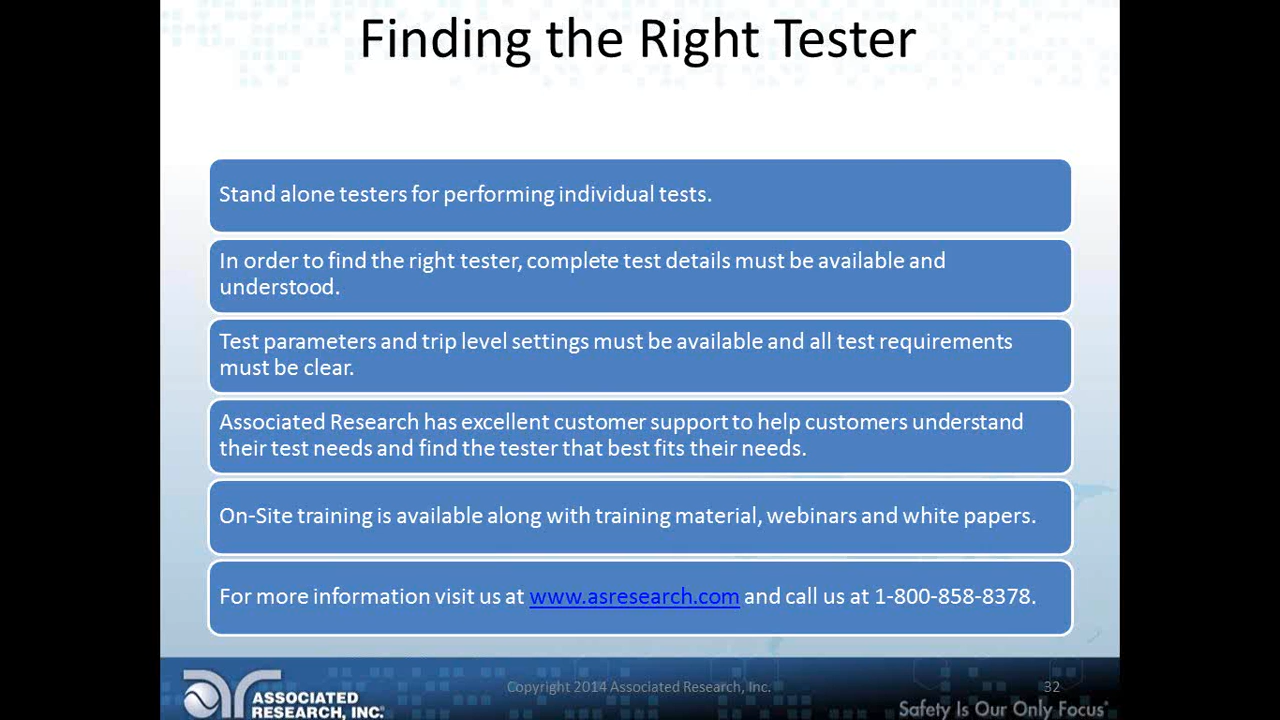 Finding the Right Tester
Stand alone testers for performing individual tests.
In order to find the right tester, complete test details must be available and
understood.
Test parameters and trip level settings must be available and all test requirements
must be clear.
Associated Research has excellent customer support to help customers understand
their test needs and find the tester that best fits their needs.
On-Site training is available along with training material, webinars and white papers.
For more information visit us at www.asresearch.com and call us at 1-800-858-8378.
ASSOCIATED
RESEARCH, INC.
Copyright 2014 Associated Research, Inc.
32
Safety Is Our Only Focus